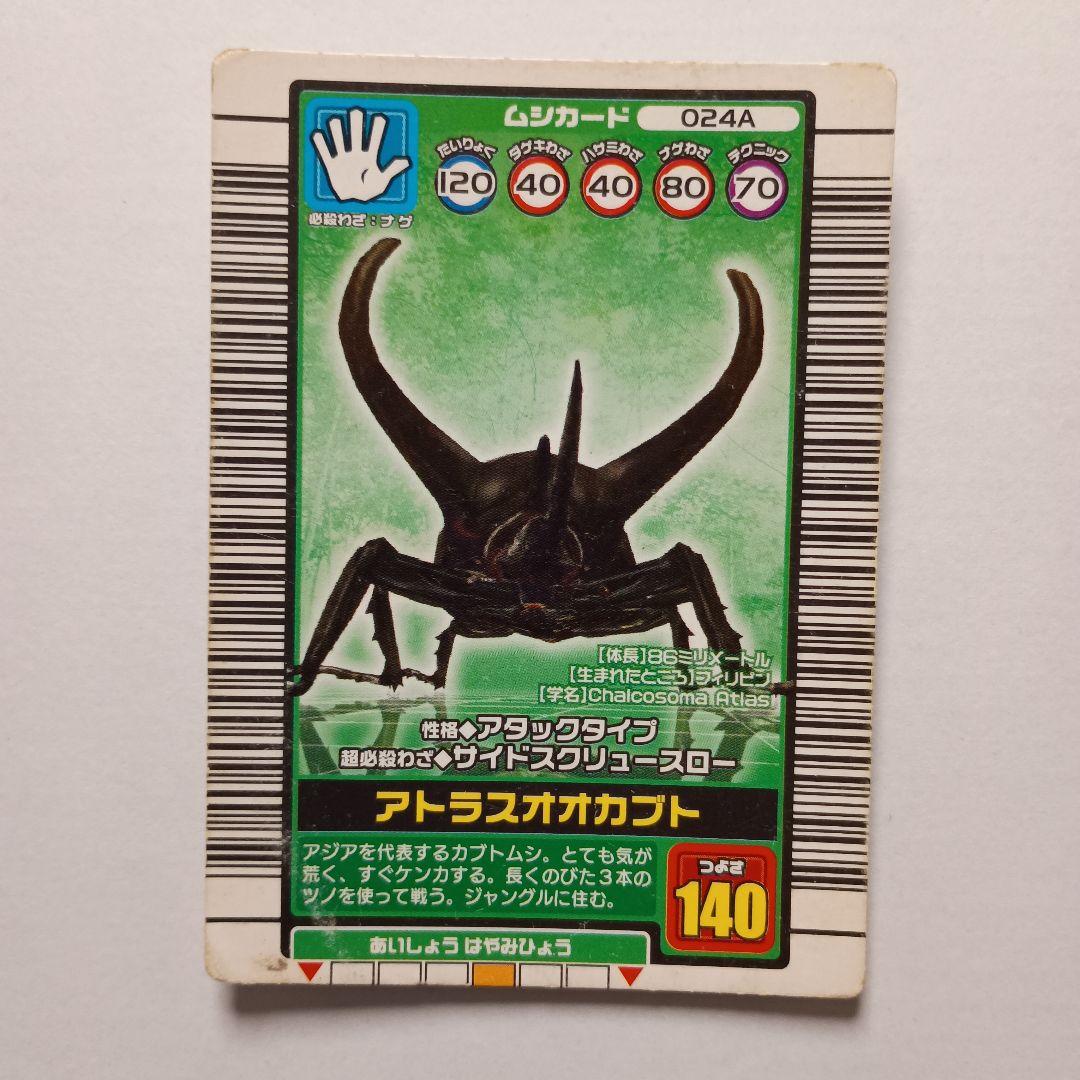 ムシカード 024A
たいりょく ダゲキわざ ハサミわざ ナゲわざ テクニック
120 40 40 80 70
必殺わざ：ナゲ
【体長】86ミリメートル
【生まれたところ】フィリピン
【学名】Chalcosoma Atlas
性格◆アタックタイプ
超必殺わざ◆サイドスクリュースロー
アトラスオオカブト
アジアを代表するカブトムシ。とても気が
荒く、すぐケンカする。長くのびた３本の
ツノを使って戦う。ジャングルに住む。
つよさ
140
あいしょう はやみひょう